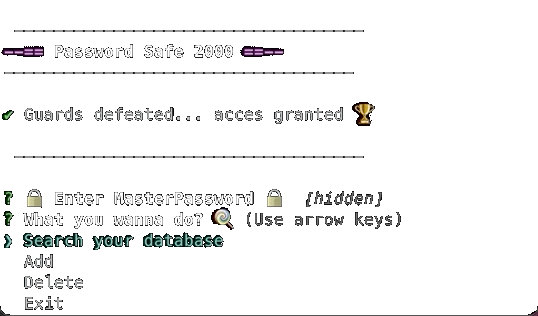 Password Safe 2000
Guards defeated... acces granted
? Enter MasterPassword {hidden}
? What you wanna do? (Use arrow keys)
❯ Search your database
Add
Delete
Exit